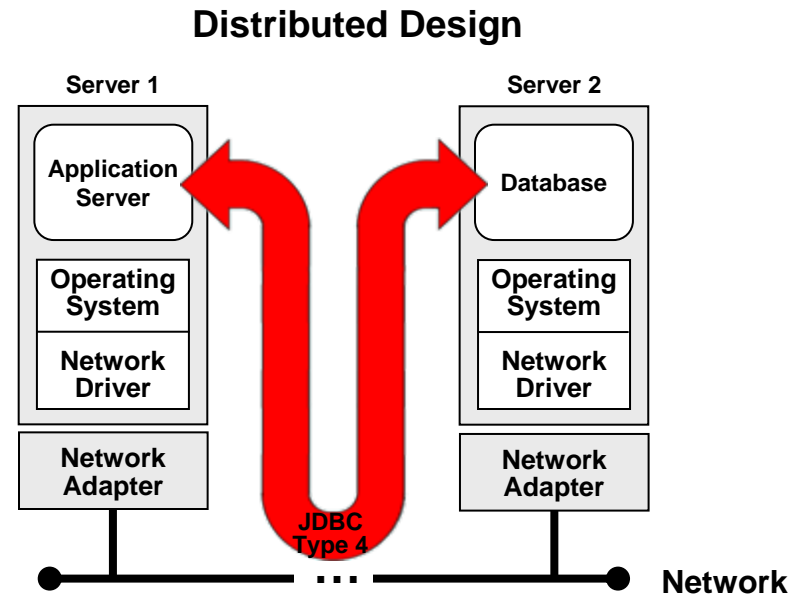 Distributed Design
Server 1
Application
Server
Operating
System
Network
Driver
Network
Adapter
Server 2
Database
Operating
System
Network
Driver
Network
Adapter
JDBC
Type 4
...
Network